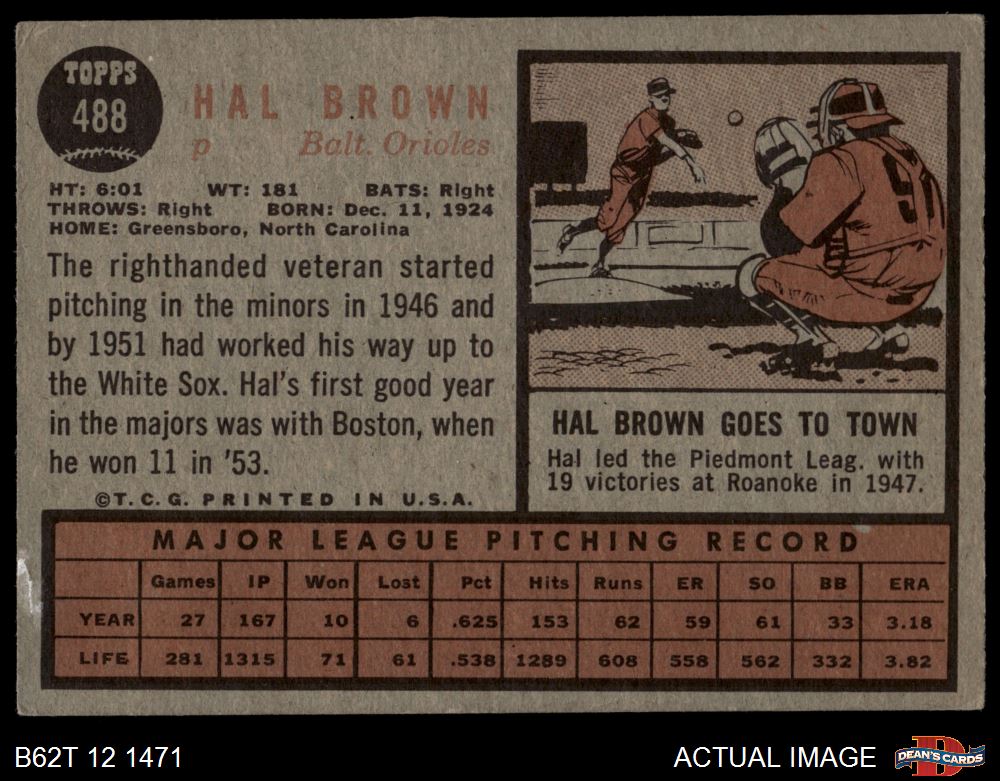 TOPPS
488
HAL BROWN
p Balt. Orioles
HT: 6:01 WT: 181 BATS: Right
THROWS: Right BORN: Dec. 11, 1924
HOME: Greensboro, North Carolina
The righthanded veteran started
pitching in the minors in 1946 and
by 1951 had worked his way up to
the White Sox. Hal's first good year
in the majors was with Boston, when
he won 11 in '53.
©T.C.G. PRINTED IN U.S.A.
HAL BROWN GOES TO TOWN
Hal led the Piedmont Leag. with
19 victories at Roanoke in 1947.
MAJOR LEAGUE PITCHING RECORD
Games IP Won Lost Pct Hits Runs ER SO BB ERA
YEAR 27 167 10 6 .625 153 62 59 61 33 3.18
LIFE 281 1315 71 61 .538 1289 608 558 562 332 3.82
B62T 12 1471
ACTUAL IMAGE
DEAN'S CARDS